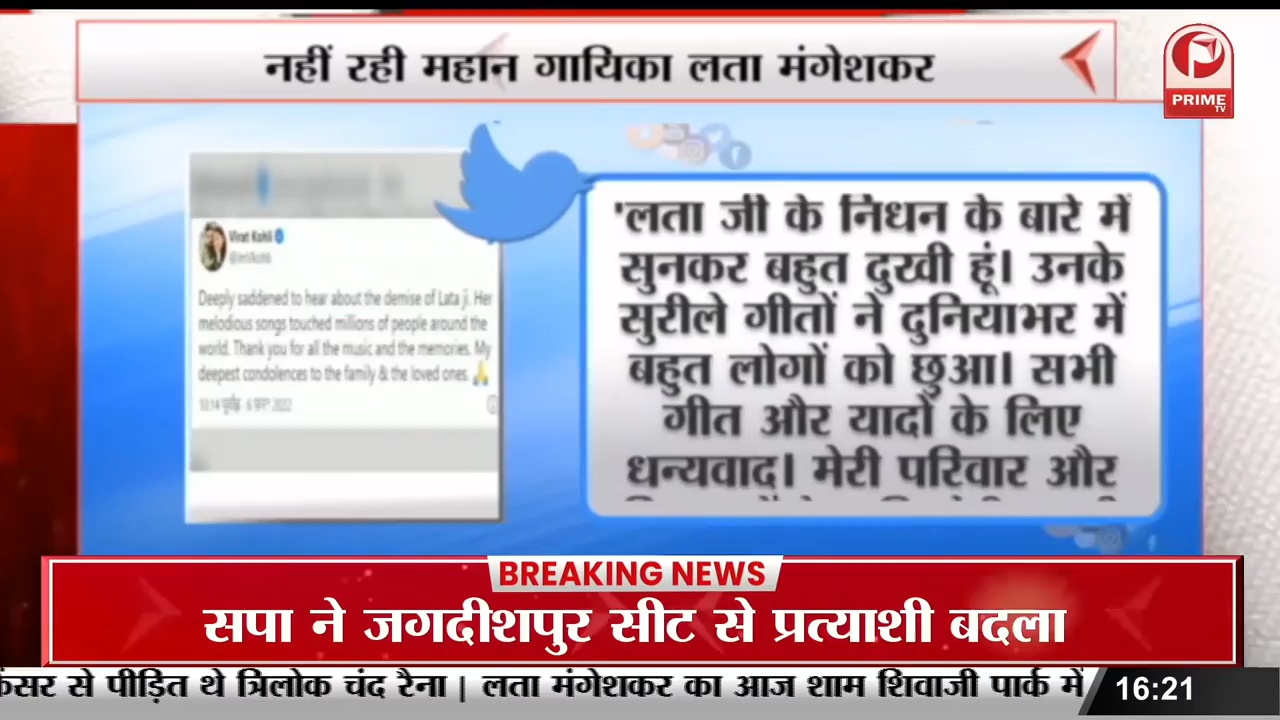 नहीं रही महान गायिका लता मंगेशकर
PRIME
TV
Virat Kohli
@imVkohli
Deeply saddened to hear about the demise of Lata ji. Her
melodious songs touched millions of people around the
world. Thank you for all the music and the memories. My
deepest condolences to the family & the loved ones. 🙏
'लता जी के निधन के बारे में
सुनकर बहुत दुखी हूं। उनके
सुरीले गीतों ने दुनियाभर में
बहुत लोगों को छुआ। सभी
गीत और यादों के लिए
धन्यवाद। मेरी परिवार और
BREAKING NEWS
सपा ने जगदीशपुर सीट से प्रत्याशी बदला
से पीड़ित थे त्रिलोक चंद रैना | लता मंगेशकर का आज शाम शिवाजी पार्क में
16:21